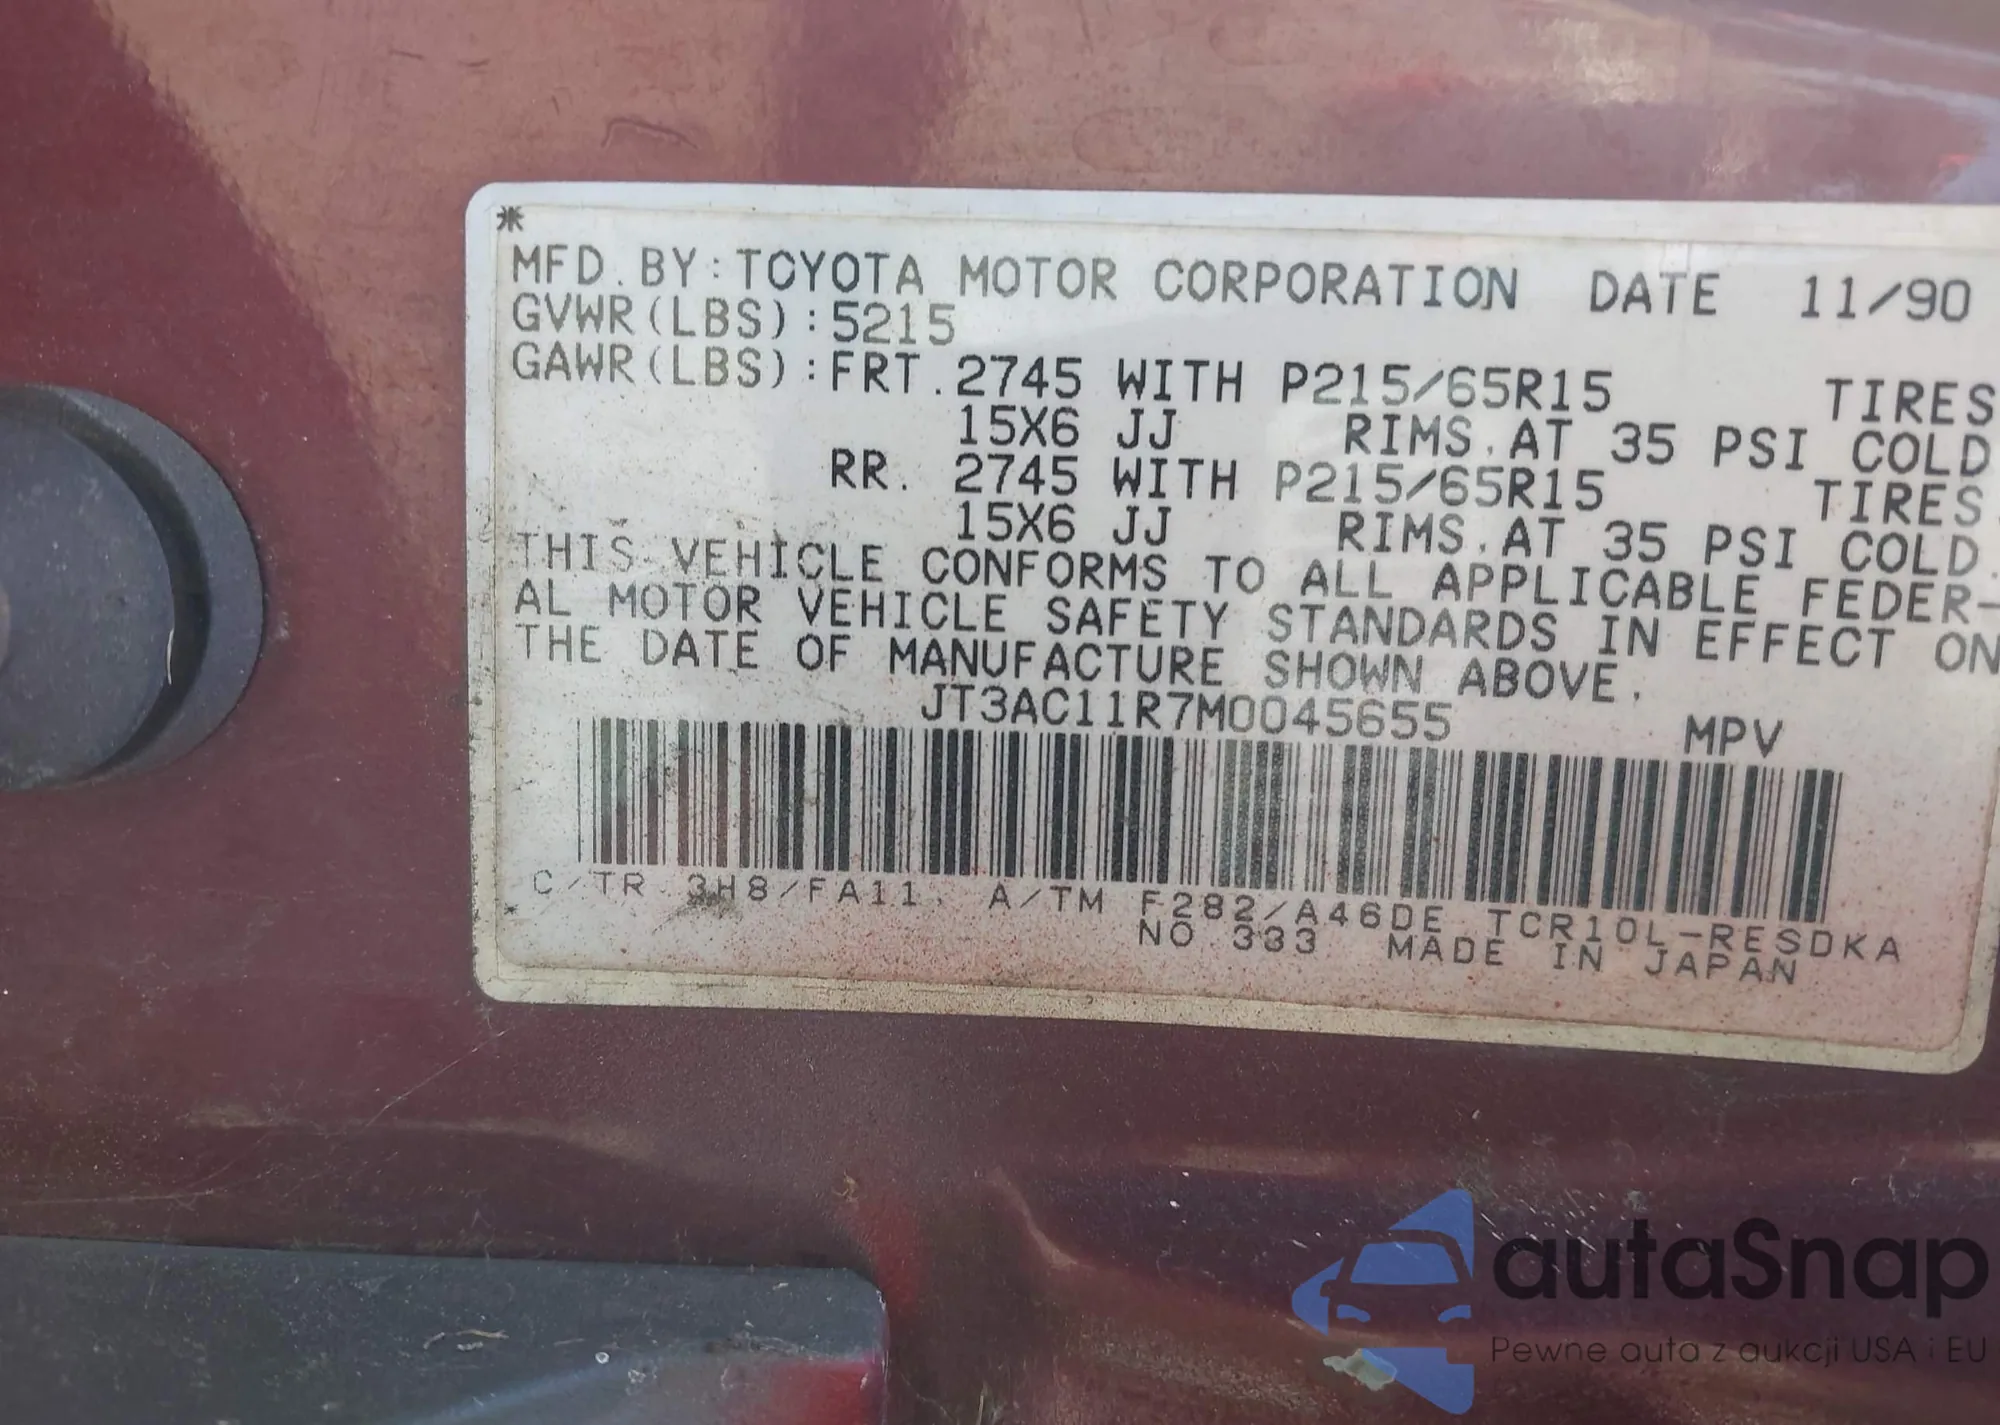 MFD.BY:TOYOTA MOTOR CORPORATION DATE 11/90
GVWR(LBS):5215
GAWR(LBS):FRT.2745 WITH P215/65R15 TIRES
15X6 JJ RIMS.AT 35 PSI COLD
RR. 2745 WITH P215/65R15 TIRES.
15X6 JJ RIMS.AT 35 PSI COLD.
THIS VEHICLE CONFORMS TO ALL APPLICABLE FEDER-
AL MOTOR VEHICLE SAFETY STANDARDS IN EFFECT ON
THE DATE OF MANUFACTURE SHOWN ABOVE.
JT3AC11R7M0045655 MPV
C/TR 3H8/FA11. A/TM F282/A46DE TCR10L-RESDKA
NO 333 MADE IN JAPAN
autaSnap
Pewne auta z aukcji USA i EU